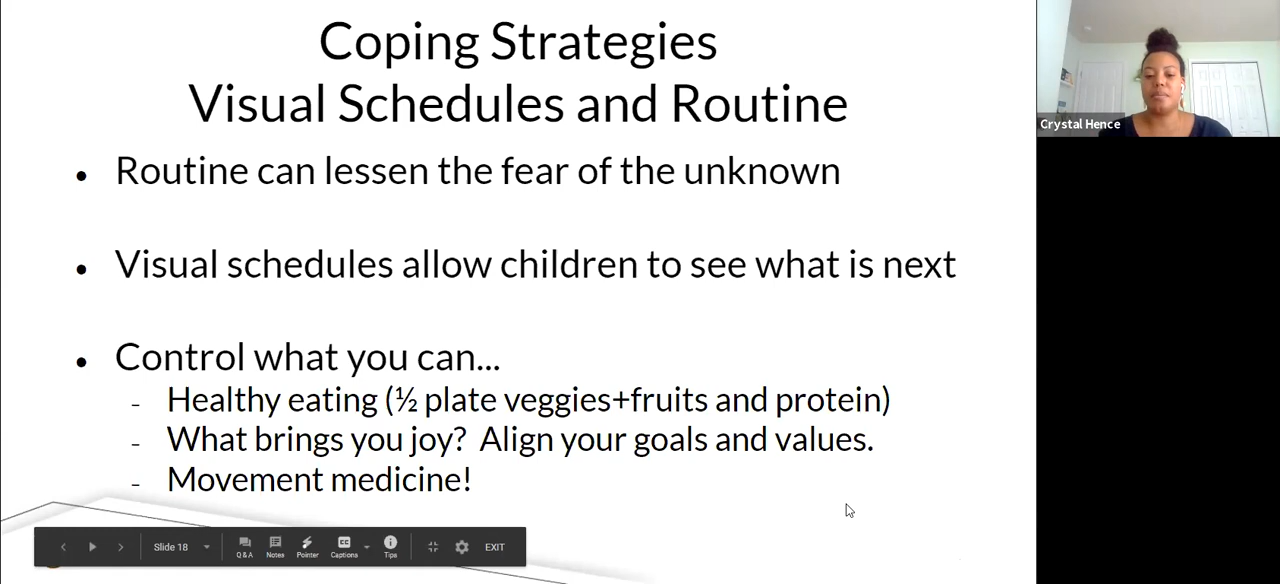 Coping Strategies
Visual Schedules and Routine
• Routine can lessen the fear of the unknown
• Visual schedules allow children to see what is next
• Control what you can...
- Healthy eating (½ plate veggies+fruits and protein)
- What brings you joy?  Align your goals and values.
- Movement medicine!
Crystal Hence
Slide 18
Q&A
Notes
Pointer
Captions
Tips
EXIT